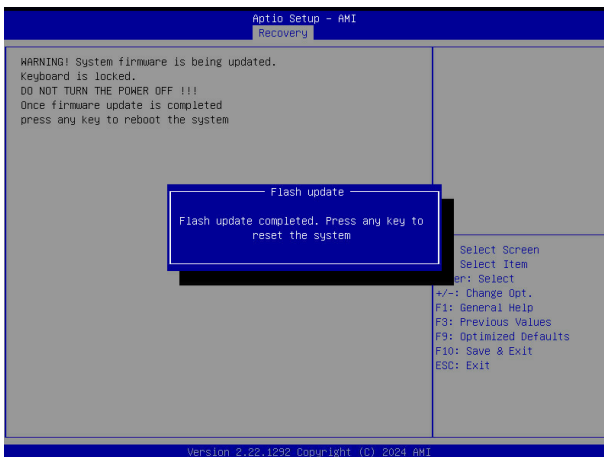 Aptio Setup - AMI
Recovery
WARNING! System firmware is being updated.
Keyboard is locked.
DO NOT TURN THE POWER OFF !!!
Once firmware update is completed
press any key to reboot the system
Flash update
Flash update completed. Press any key to
reset the system
Select Screen
Select Item
er: Select
+/-: Change Opt.
F1: General Help
F3: Previous Values
F9: Optimized Defaults
F10: Save & Exit
ESC: Exit
Version 2.22.1292 Copyright (C) 2024 AMI